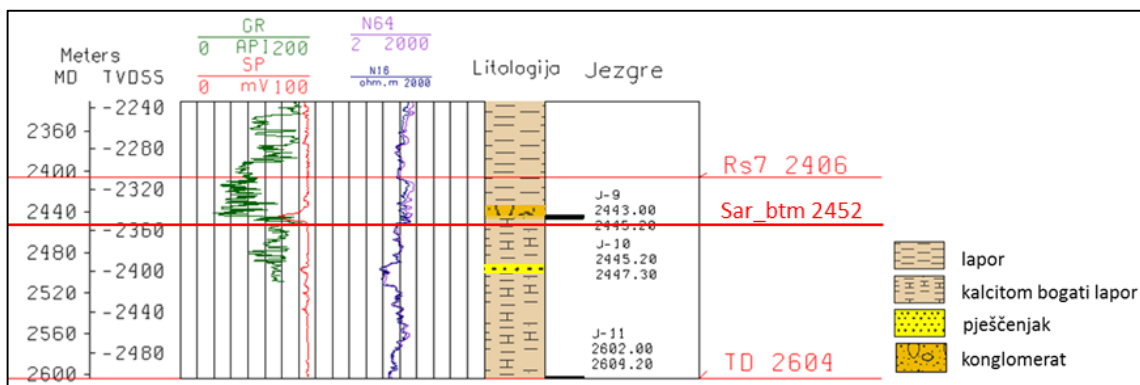 GR
0 API 200
SP
0 mV 100
N64
2 2000
N16
ohm.m 2000
Meters
MD TVDSS
Litologija
Jezgre
-2240
2360
-2280
2400
-2320
2440
-2360
2480
-2400
2520
-2440
2560
-2480
2600
J-9
2443.00
2445.20
J-10
2445.20
2447.30
J-11
2602.00
2604.20
Rs7 2406
Sar_btm 2452
TD 2604
lapor
kalcitom bogati lapor
pješčenjak
konglomerat